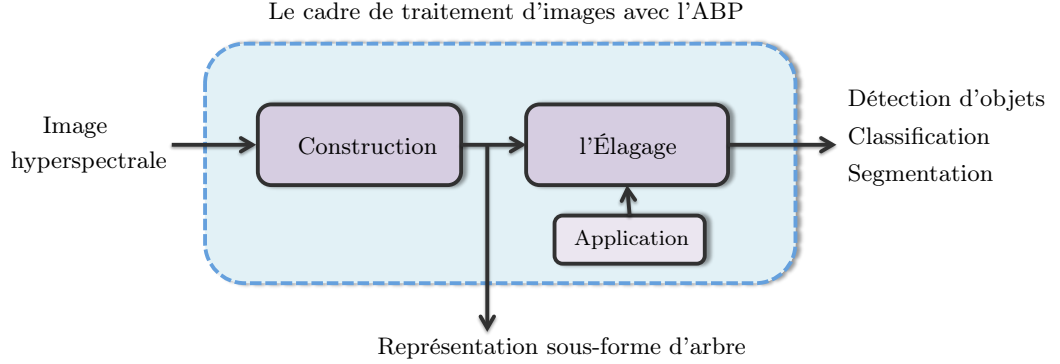 Le cadre de traitement d'images avec l'ABP
Image
hyperspectrale
Construction
l'Élagage
Application
Détection d'objets
Classification
Segmentation
Représentation sous-forme d'arbre